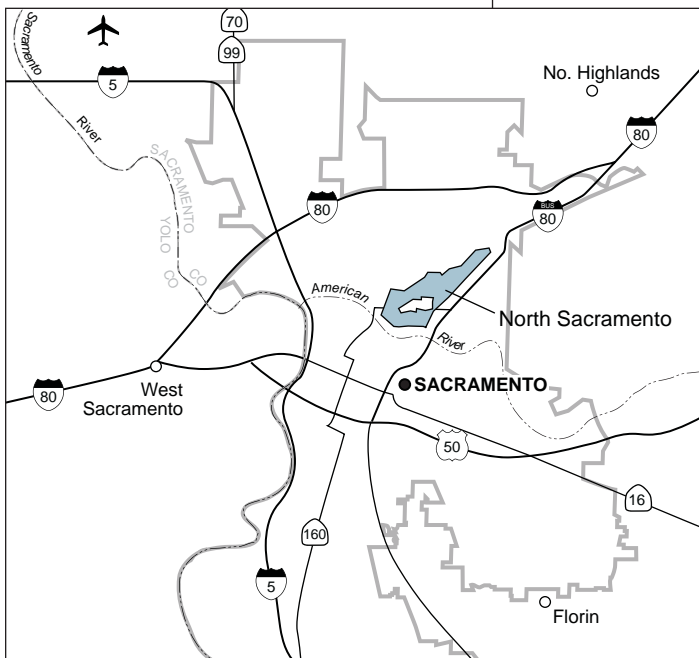 70
99
Sacramento
River
5
No. Highlands
80
SACRAMENTO
YOLO
CO
CO
80
BUS
80
American
River
North Sacramento
80
West
Sacramento
SACRAMENTO
50
16
160
5
Florin